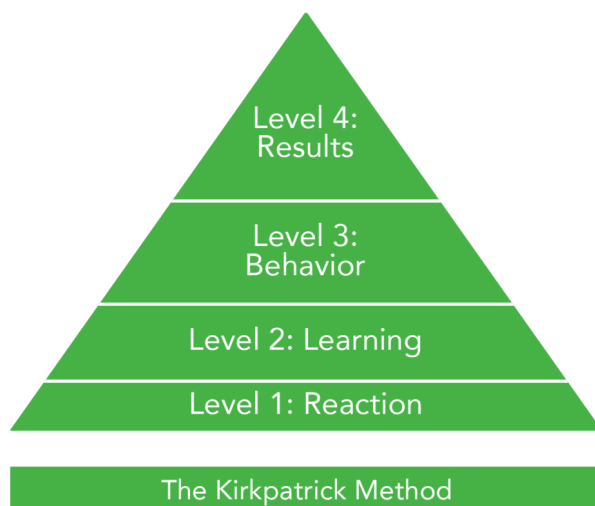 Level 4:
Results
Level 3:
Behavior
Level 2: Learning
Level 1: Reaction
The Kirkpatrick Method